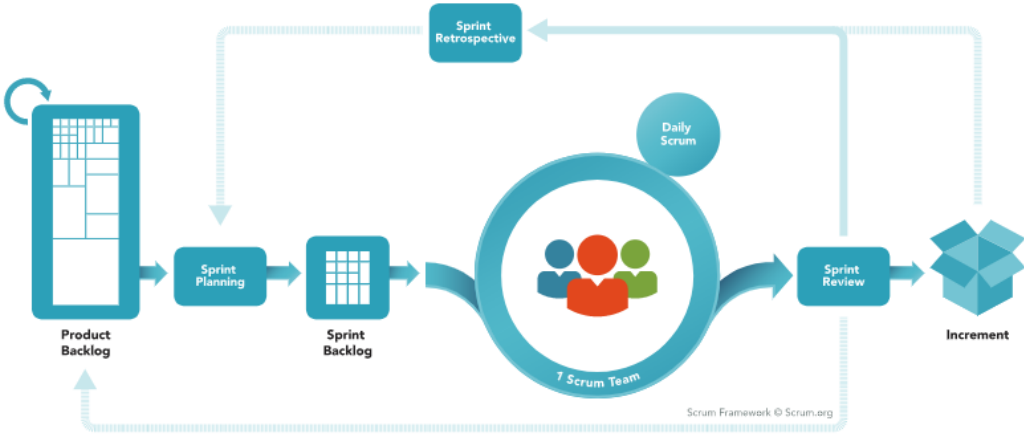 Sprint
Retrospective
Daily
Scrum
Sprint
Planning
Sprint
Review
Product
Backlog
Sprint
Backlog
1 Scrum Team
Increment
Scrum Framework © Scrum.org